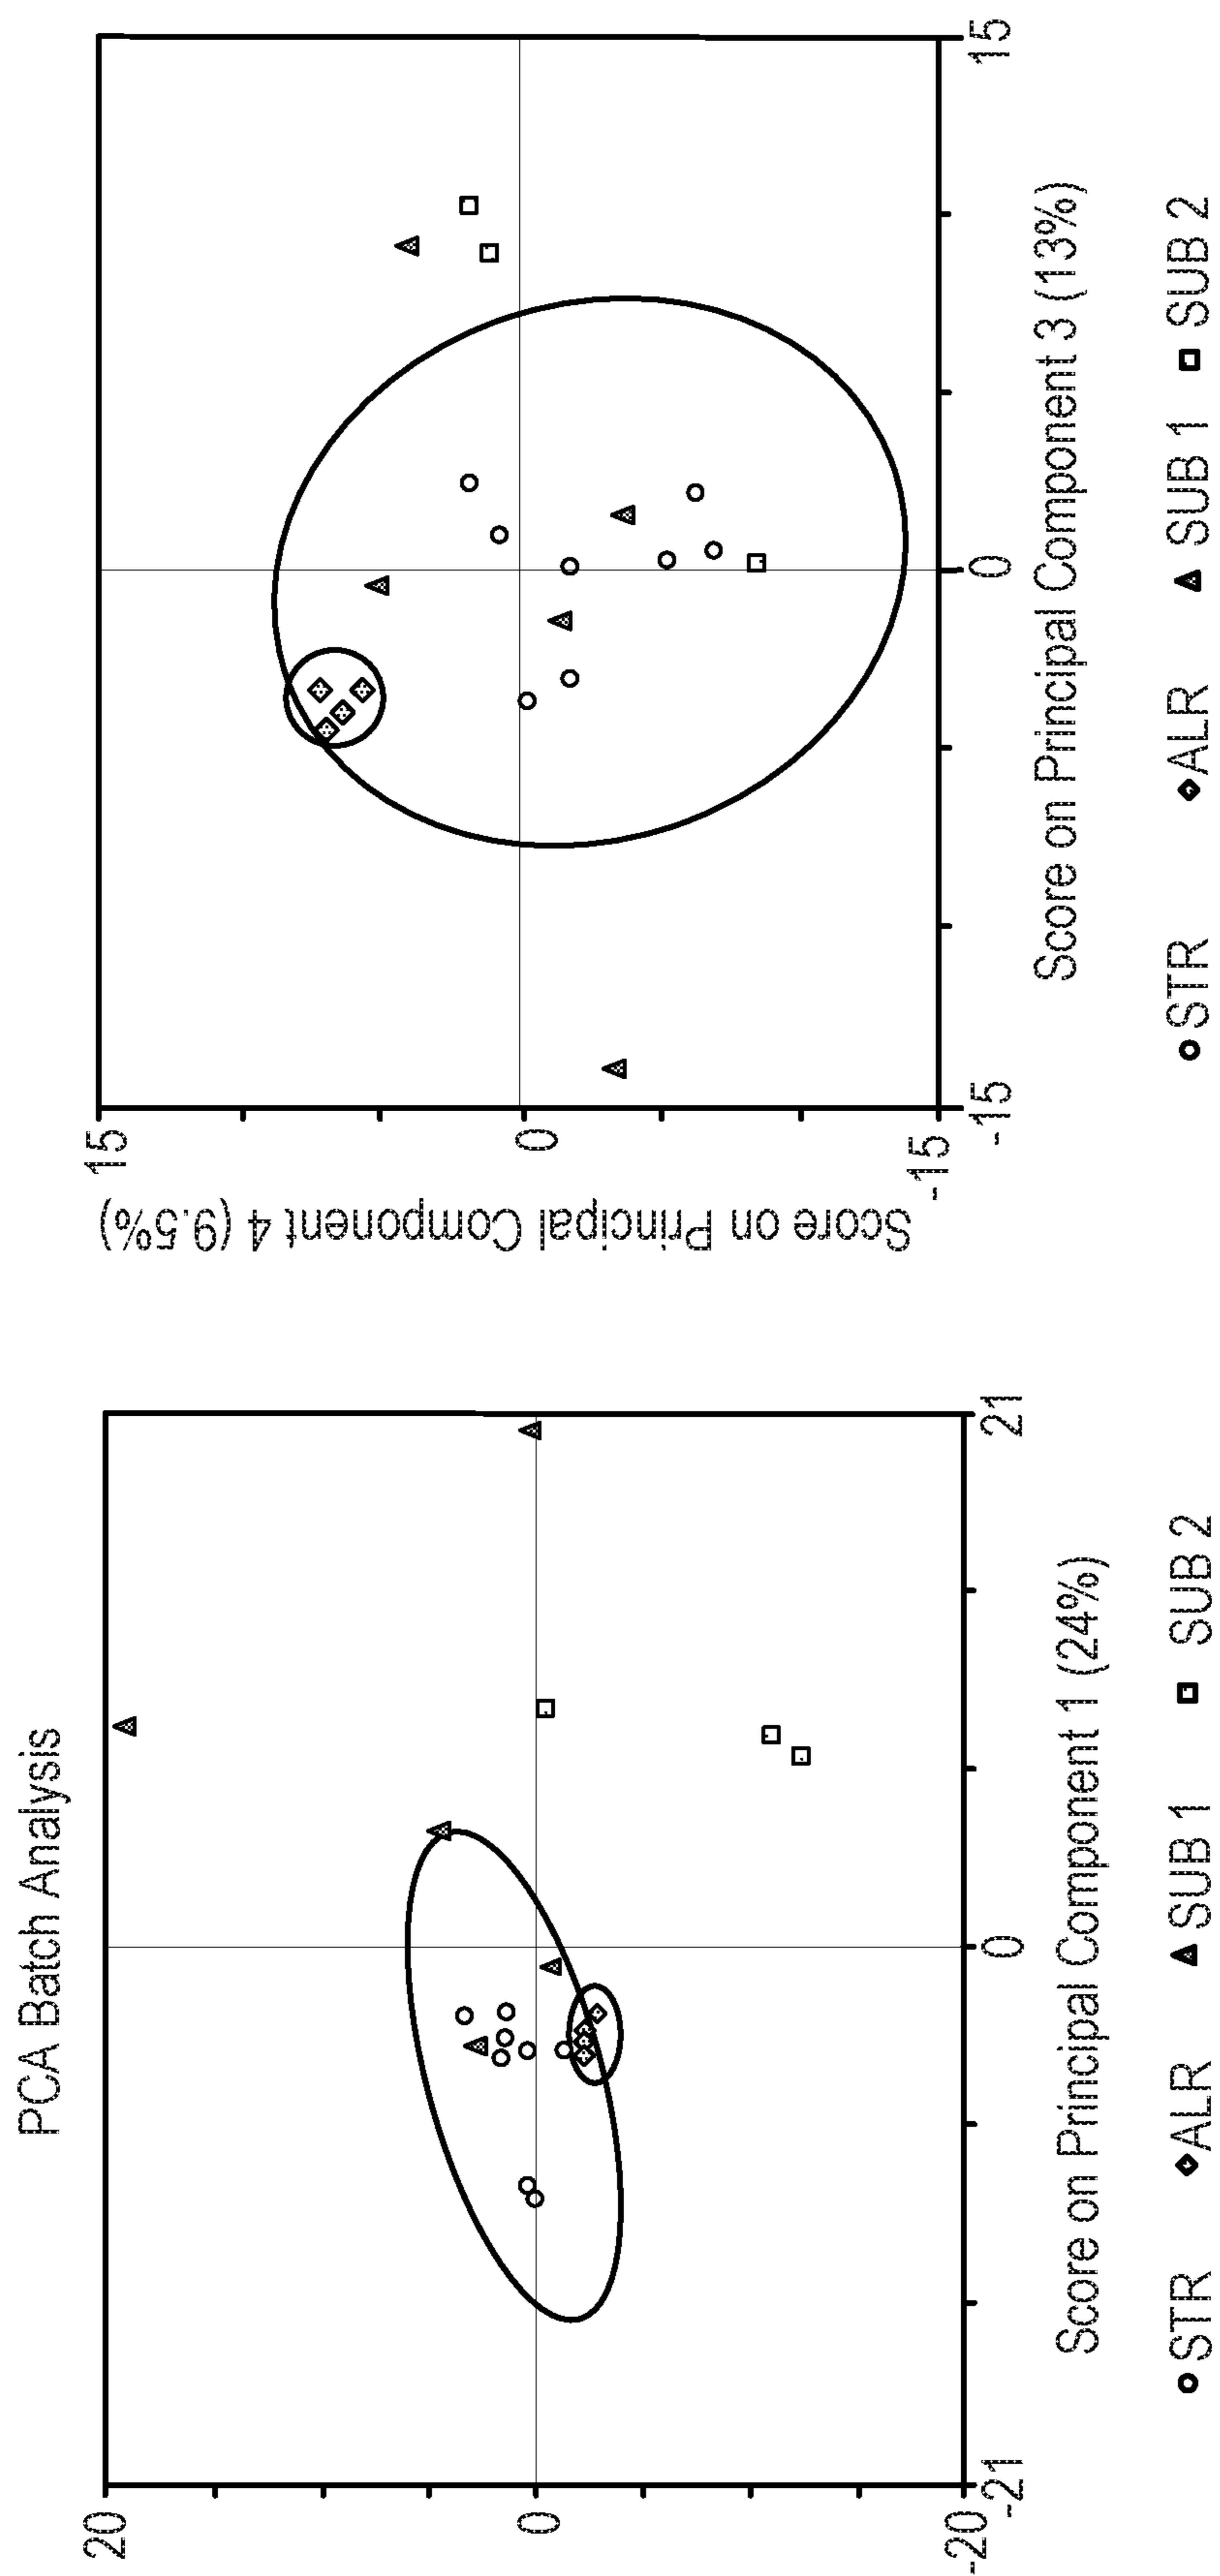 PCA Batch Analysis
20
0
-20
-21
0
21
Score on Principal Component 1 (24%)
STR ALR SUB 1 SUB 2
Score on Principal Component 4 (9.5%)
15
0
-15
-15
0
15
Score on Principal Component 3 (13%)
STR ALR SUB 1 SUB 2